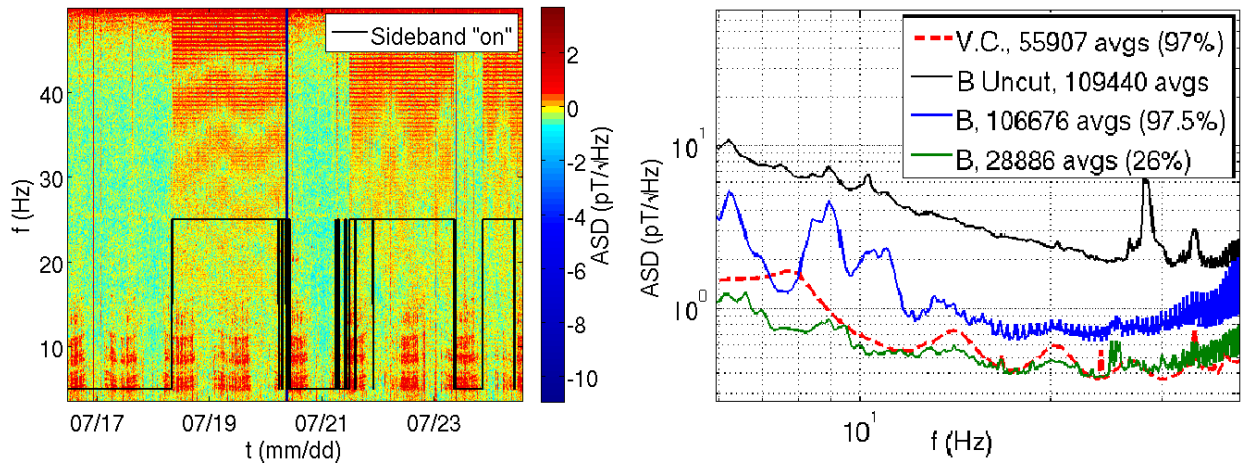 Sideband "on"
40
30
20
10
f (Hz)
07/17
07/19
07/21
07/23
t (mm/dd)
2
0
-2
-4
-6
-8
-10
ASD (pT/√Hz)
V.C., 55907 avgs (97%)
B Uncut, 109440 avgs
B, 106676 avgs (97.5%)
B, 28886 avgs (26%)
10¹
10⁰
ASD (pT/√Hz)
10¹
f (Hz)